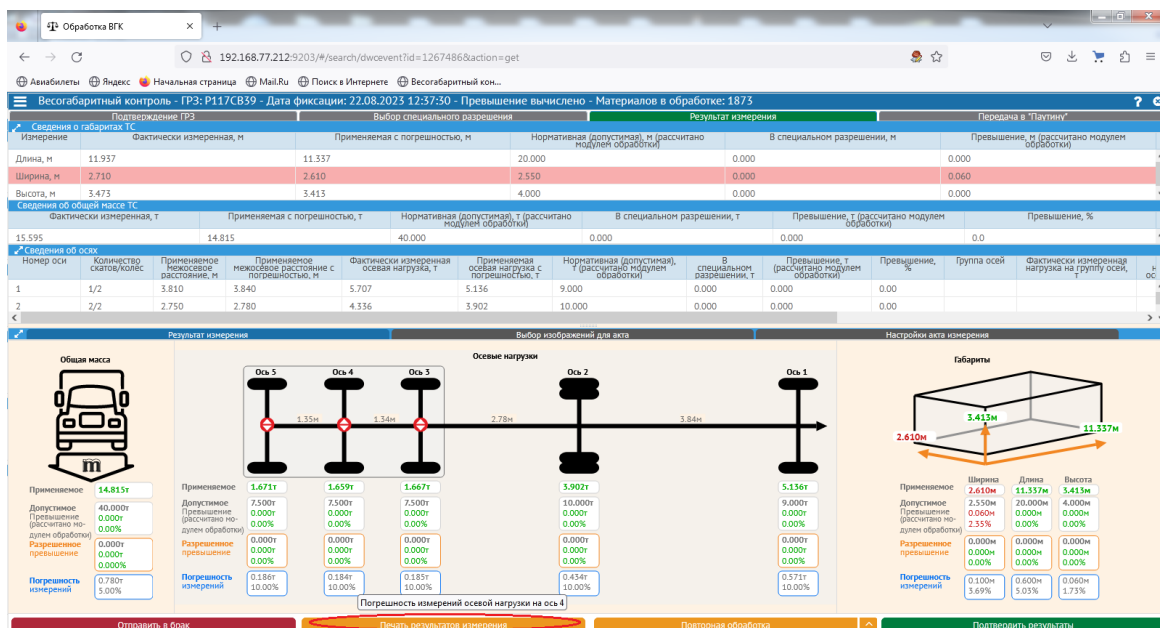 Обработка ВГК
192.168.77.212:9203/#/search/dwcevent?id=1267486&action=get
Авиабилеты Яндекс Начальная страница Mail.Ru Поиск в Интернете Весогабаритный кон...
Весогабаритный контроль - ГРЗ: Р117СВ39 - Дата фиксации: 22.08.2023 12:37:30 - Превышение вычислено - Материалов в обработке: 1873
Подтверждение ГРЗ Выбор специального разрешения Результат измерения Передача в "Паутину"
Сведения о габаритах ТС
Измерение Фактически измеренная, м Применяемая с погрешностью, м Нормативная (допустимая), м (рассчитано модулем обработки) В специальном разрешении, м Превышение, м (рассчитано модулем обработки)
Длина, м 11.937 11.337 20.000 0.000 0.000
Ширина, м 2.710 2.610 2.550 0.000 0.060
Высота, м 3.473 3.413 4.000 0.000 0.000
Сведения об общей массе ТС
Фактически измеренная, т Применяемая с погрешностью, т Нормативная (допустимая), т (рассчитано модулем обработки) В специальном разрешении, т Превышение, т (рассчитано модулем обработки) Превышение, %
15.595 14.815 40.000 0.000 0.000 0.0
Сведения об осях
Номер оси Количество скатов/колёс Применяемое межосевое расстояние, м Применяемое межосевое расстояние с погрешностью, м Фактически измеренная осевая нагрузка, т Применяемая осевая нагрузка с погрешностью, т Нормативная (допустимая), т (рассчитано модулем обработки) В специальном разрешении, т Превышение, т (рассчитано модулем обработки) Превышение, % Группа осей Фактически измеренная нагрузка на группу осей, т
1 1/2 3.810 3.840 5.707 5.136 9.000 0.000 0.000 0.00
2 2/2 2.750 2.780 4.336 3.902 10.000 0.000 0.000 0.00
Результат измерения Выбор изображений для акта Настройки акта измерения
Общая масса Осевые нагрузки Габариты
Ось 5 Ось 4 Ось 3 Ось 2 Ось 1
1.35м 1.34м 2.78м 3.84м
3.413м
2.610м 11.337м
m
Ширина Длина Высота
Применяемое 14.815т Применяемое 1.671т 1.659т 1.667т 3.902т 5.136т Применяемое 2.610м 11.337м 3.413м
Допустимое 40.000т Допустимое 7.500т 7.500т 7.500т 10.000т 9.000т Допустимое 2.550м 20.000м 4.000м
Превышение 0.000т Превышение 0.000т 0.000т 0.000т 0.000т 0.000т Превышение 0.060м 0.000м 0.000м
(рассчитано мо-дулем обработки) 0.00% (рассчитано мо-дулем обработки) 0.00% 0.00% 0.00% 0.00% 0.00% (рассчитано мо-дулем обработки) 2.35% 0.00% 0.00%
Разрешенное 0.000т Разрешенное 0.000т 0.000т 0.000т 0.000т 0.000т Разрешенное 0.000м 0.000м 0.000м
превышение 0.000т превышение 0.000т 0.000т 0.000т 0.000т 0.000т превышение 0.000м 0.000м 0.000м
0.000% 0.00% 0.00% 0.00% 0.00% 0.00% 0.00% 0.00% 0.00%
Погрешность 0.780т Погрешность 0.186т 0.184т 0.185т 0.434т 0.571т Погрешность 0.100м 0.600м 0.060м
измерений 5.00% измерений 10.00% 10.00% 10.00% 10.00% 10.00% измерений 3.69% 5.03% 1.73%
Погрешность измерений осевой нагрузки на ось 4
Отправить в брак Печать результатов измерения Повторная обработка Подтвердить результаты